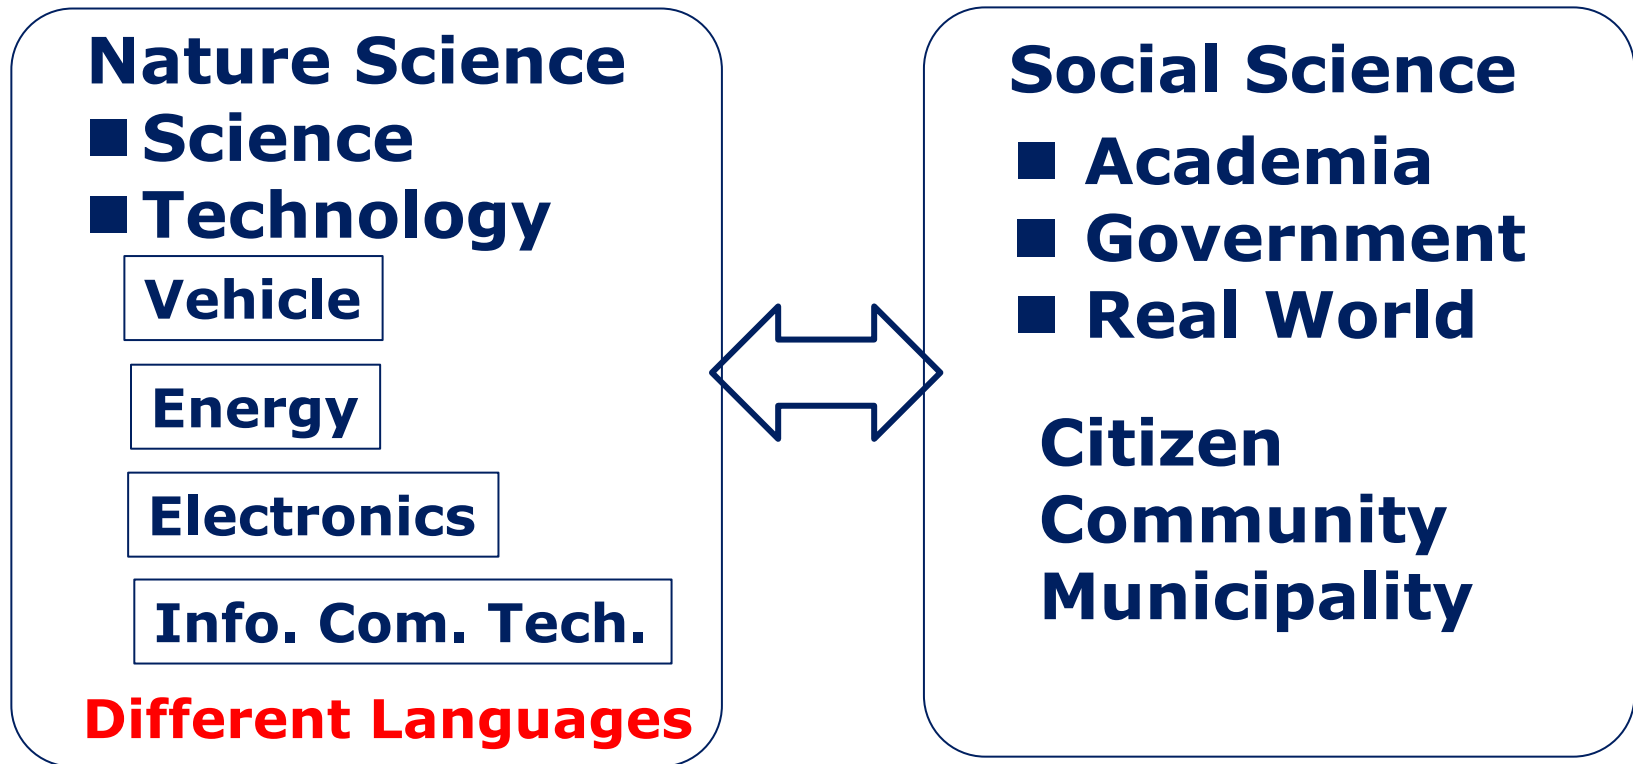 Nature Science
■ Science
■ Technology
Vehicle
Energy
Electronics
Info. Com. Tech.
Different Languages
Social Science
■ Academia
■ Government
■ Real World
Citizen
Community
Municipality